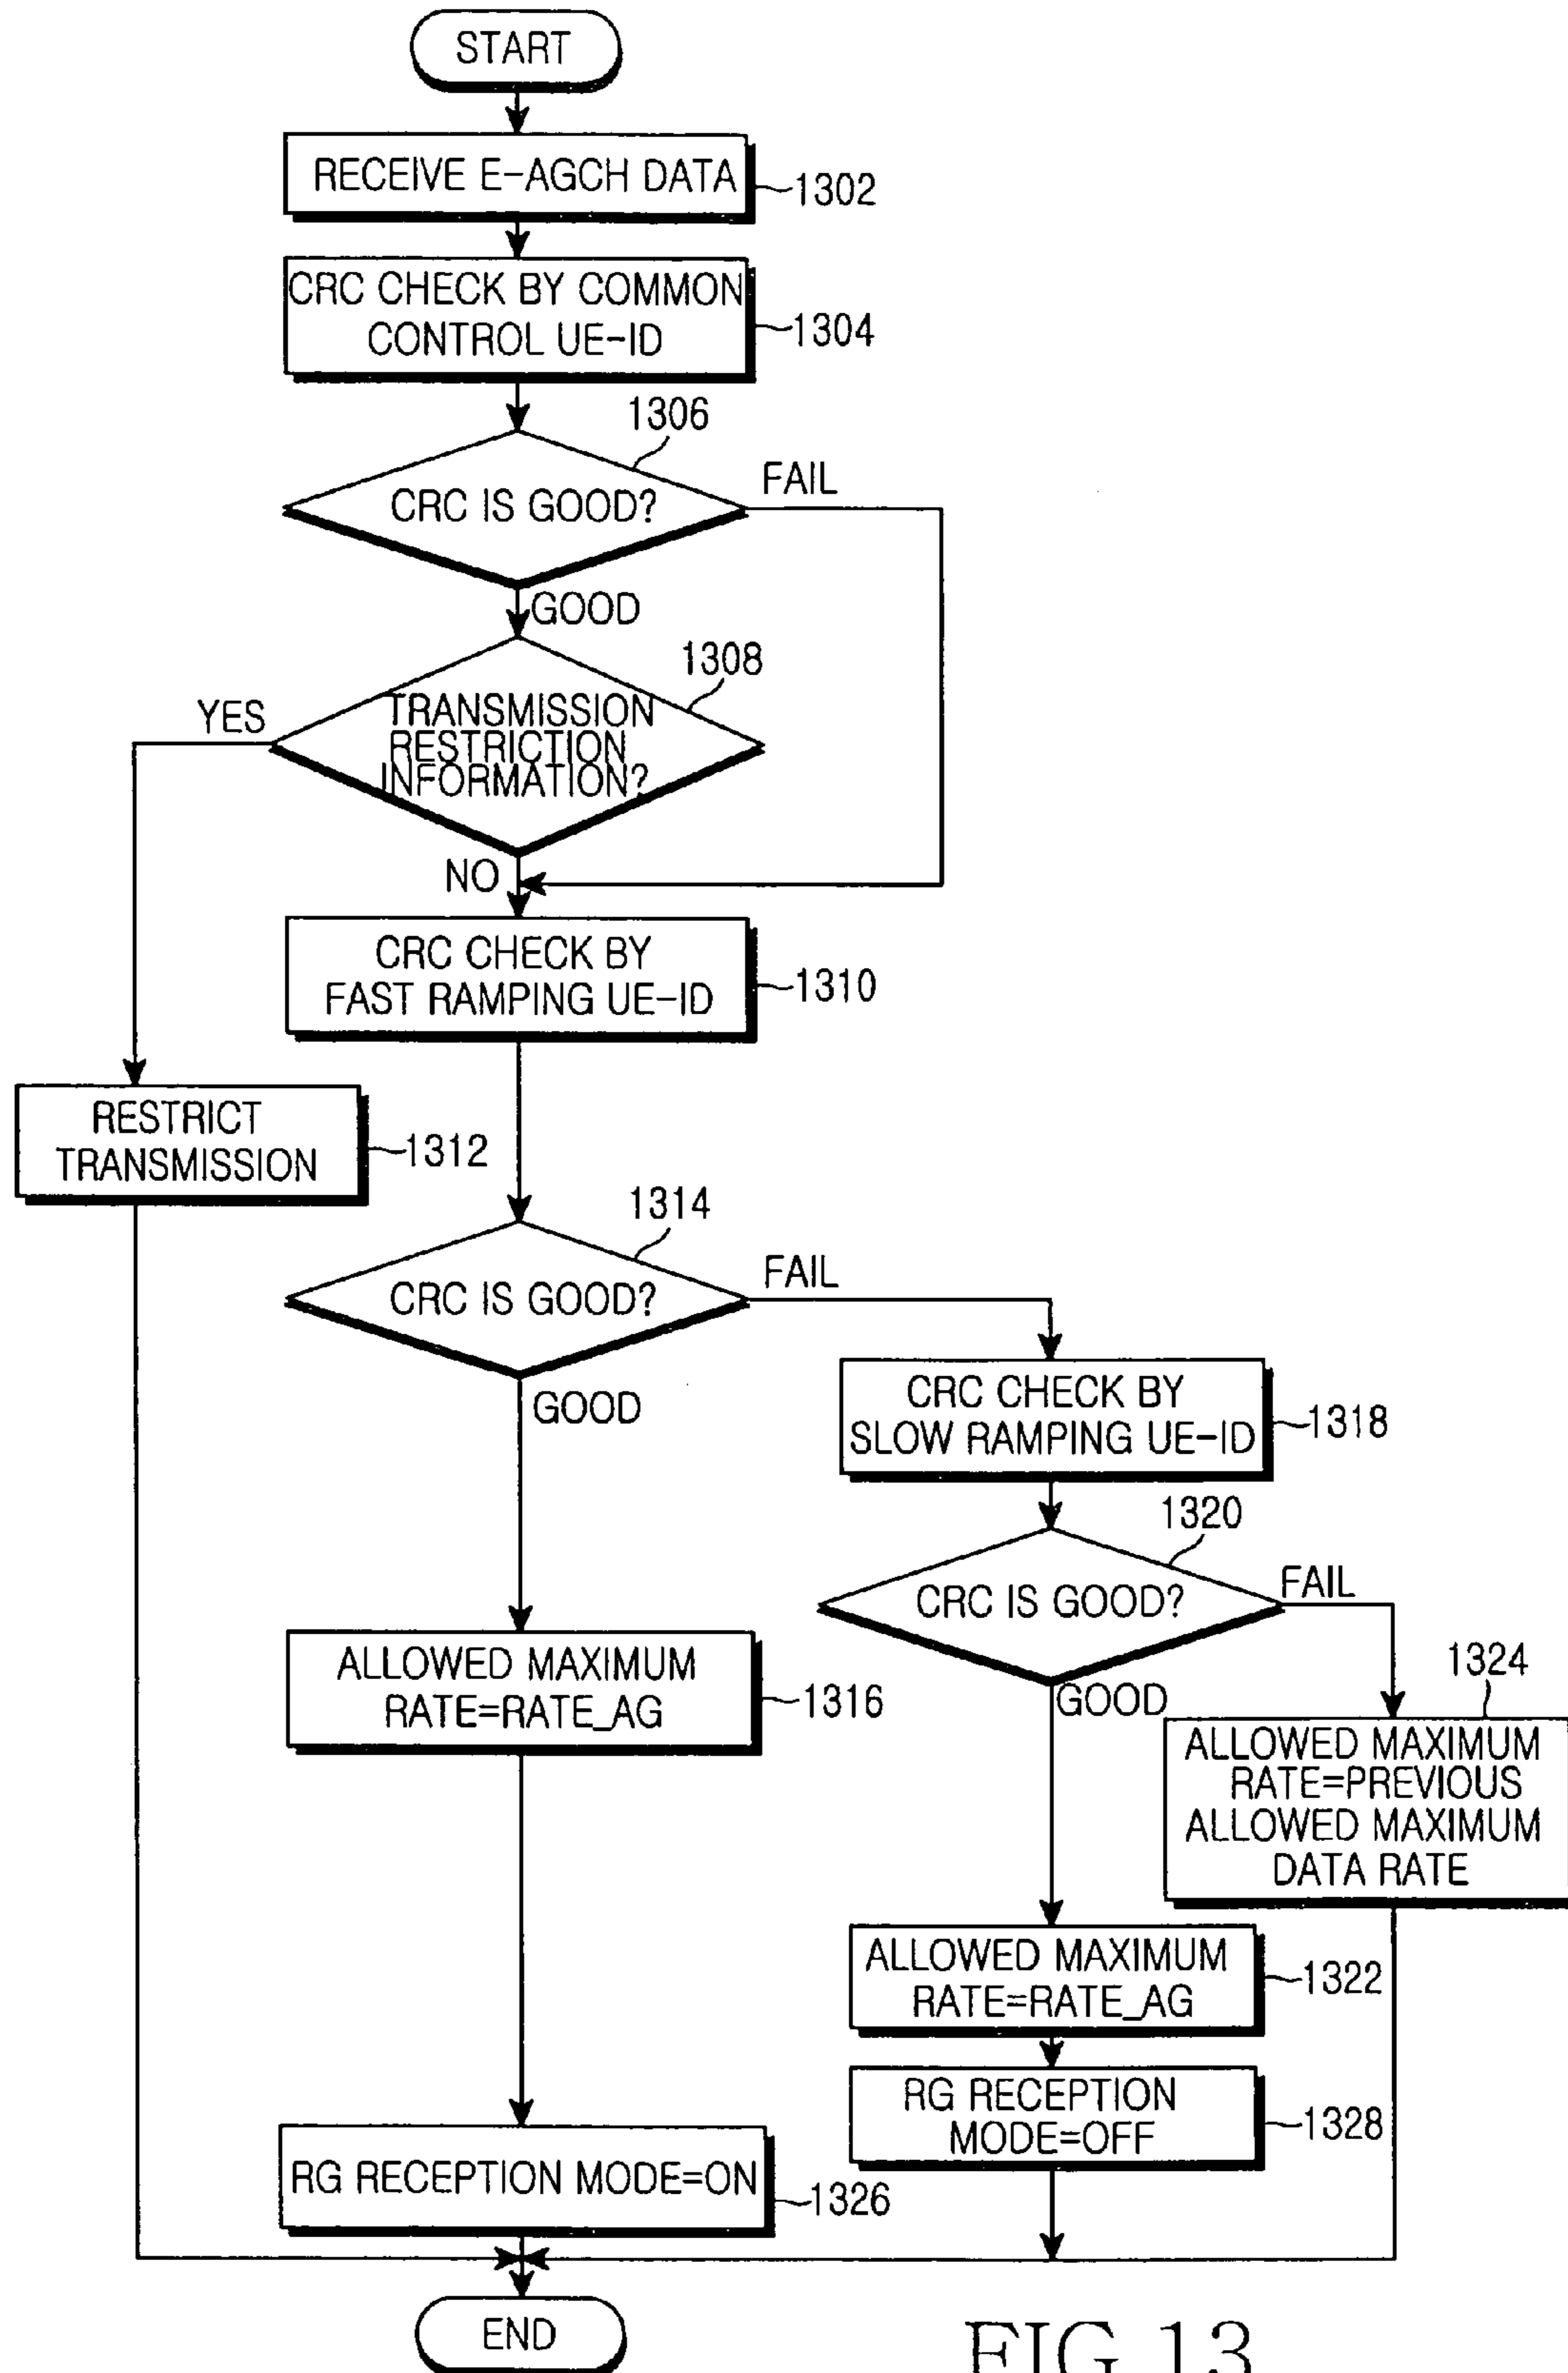 START
RECEIVE E-AGCH DATA
1302
CRC CHECK BY COMMON
CONTROL UE-ID
1304
1306
CRC IS GOOD?
FAIL
GOOD
1308
YES
TRANSMISSION
RESTRICTION
INFORMATION?
NO
CRC CHECK BY
FAST RAMPING UE-ID
1310
RESTRICT
TRANSMISSION
1312
1314
CRC IS GOOD?
FAIL
GOOD
CRC CHECK BY
SLOW RAMPING UE-ID
1318
1320
CRC IS GOOD?
FAIL
GOOD
ALLOWED MAXIMUM
RATE=RATE_AG
1316
1324
ALLOWED MAXIMUM
RATE=PREVIOUS
ALLOWED MAXIMUM
DATA RATE
ALLOWED MAXIMUM
RATE=RATE_AG
1322
RG RECEPTION
MODE=OFF
1328
RG RECEPTION MODE=ON
1326
END
FIG.13